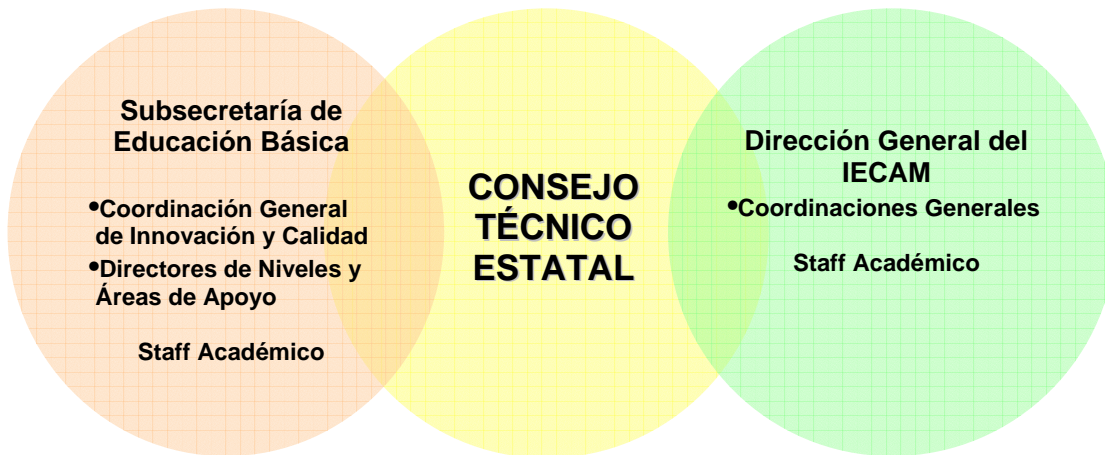 Subsecretaría de
Educación Básica
•Coordinación General
de Innovación y Calidad
•Directores de Niveles y
Áreas de Apoyo
Staff Académico
CONSEJO
TÉCNICO
ESTATAL
Dirección General del
IECAM
•Coordinaciones Generales
Staff Académico